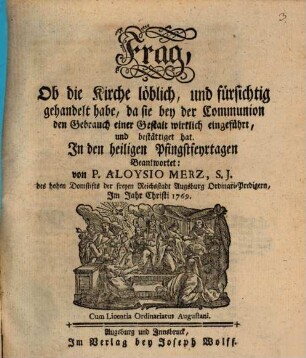 Frag,
Ob die Kirche löblich, und fürsichtig
gehandelt habe, da sie bey der Communion
den Gebrauch einer Gestalt wirklich eingeführt,
und bestättiget hat.
In den heiligen Pfingstfeyrtagen
Beantwortet:
von P. ALOYSIO MERZ, S. J.
des hohen Domstifts der freyen Reichsstadt Augsburg Ordinari-Predigern,
Im Jahr Christi 1769.
Cum Licentia Ordinariatus Augustani.
Augsburg und Innsbruck,
Im Verlag bey Joseph Wolff.